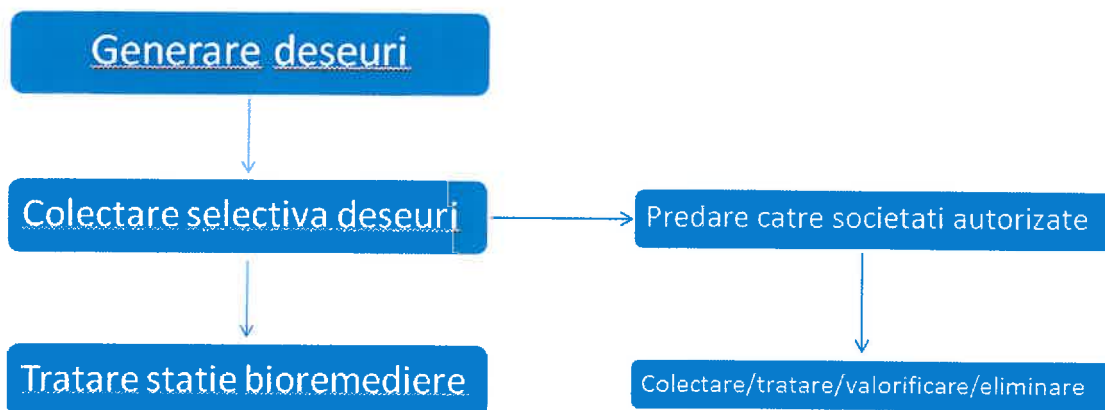 Generare deseuri
Colectare selectiva deseuri
Predare catre societati autorizate
Tratare statie bioremediere
Colectare/tratare/valorificare/eliminare